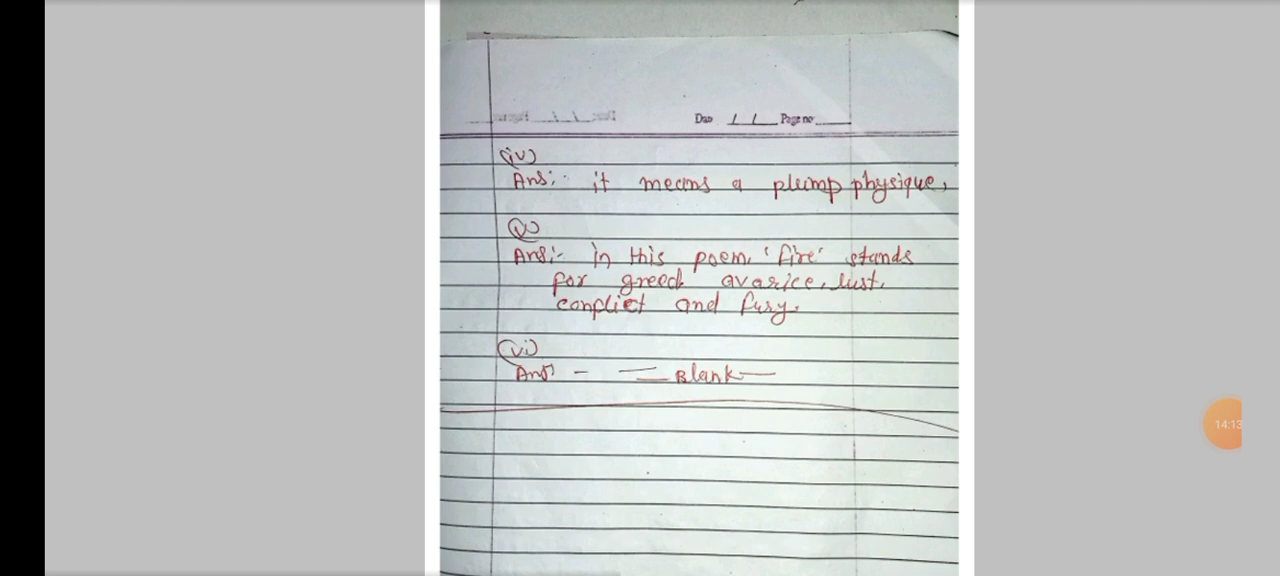 Date / / Page no
(iv)
Ans:- it means a plump physique,
(v)
Ans:- in this poem, 'fire' stands
for greed avarice, lust,
conflict and fury.
(vi)
Ans - Blank
14:13